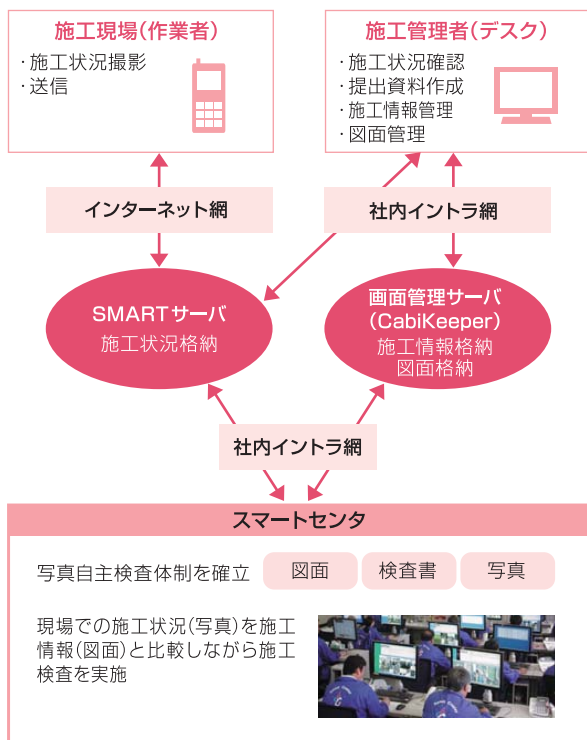 施工現場(作業者)
・施工状況撮影
・送信
施工管理者(デスク)
・施工状況確認
・提出資料作成
・施工情報管理
・図面管理
インターネット網
社内イントラ網
SMARTサーバ
施工状況格納
画面管理サーバ
(CabiKeeper)
施工情報格納
図面格納
社内イントラ網
スマートセンタ
写真自主検査体制を確立
図面
検査書
写真
現場での施工状況(写真)を施工
情報(図面)と比較しながら施工
検査を実施